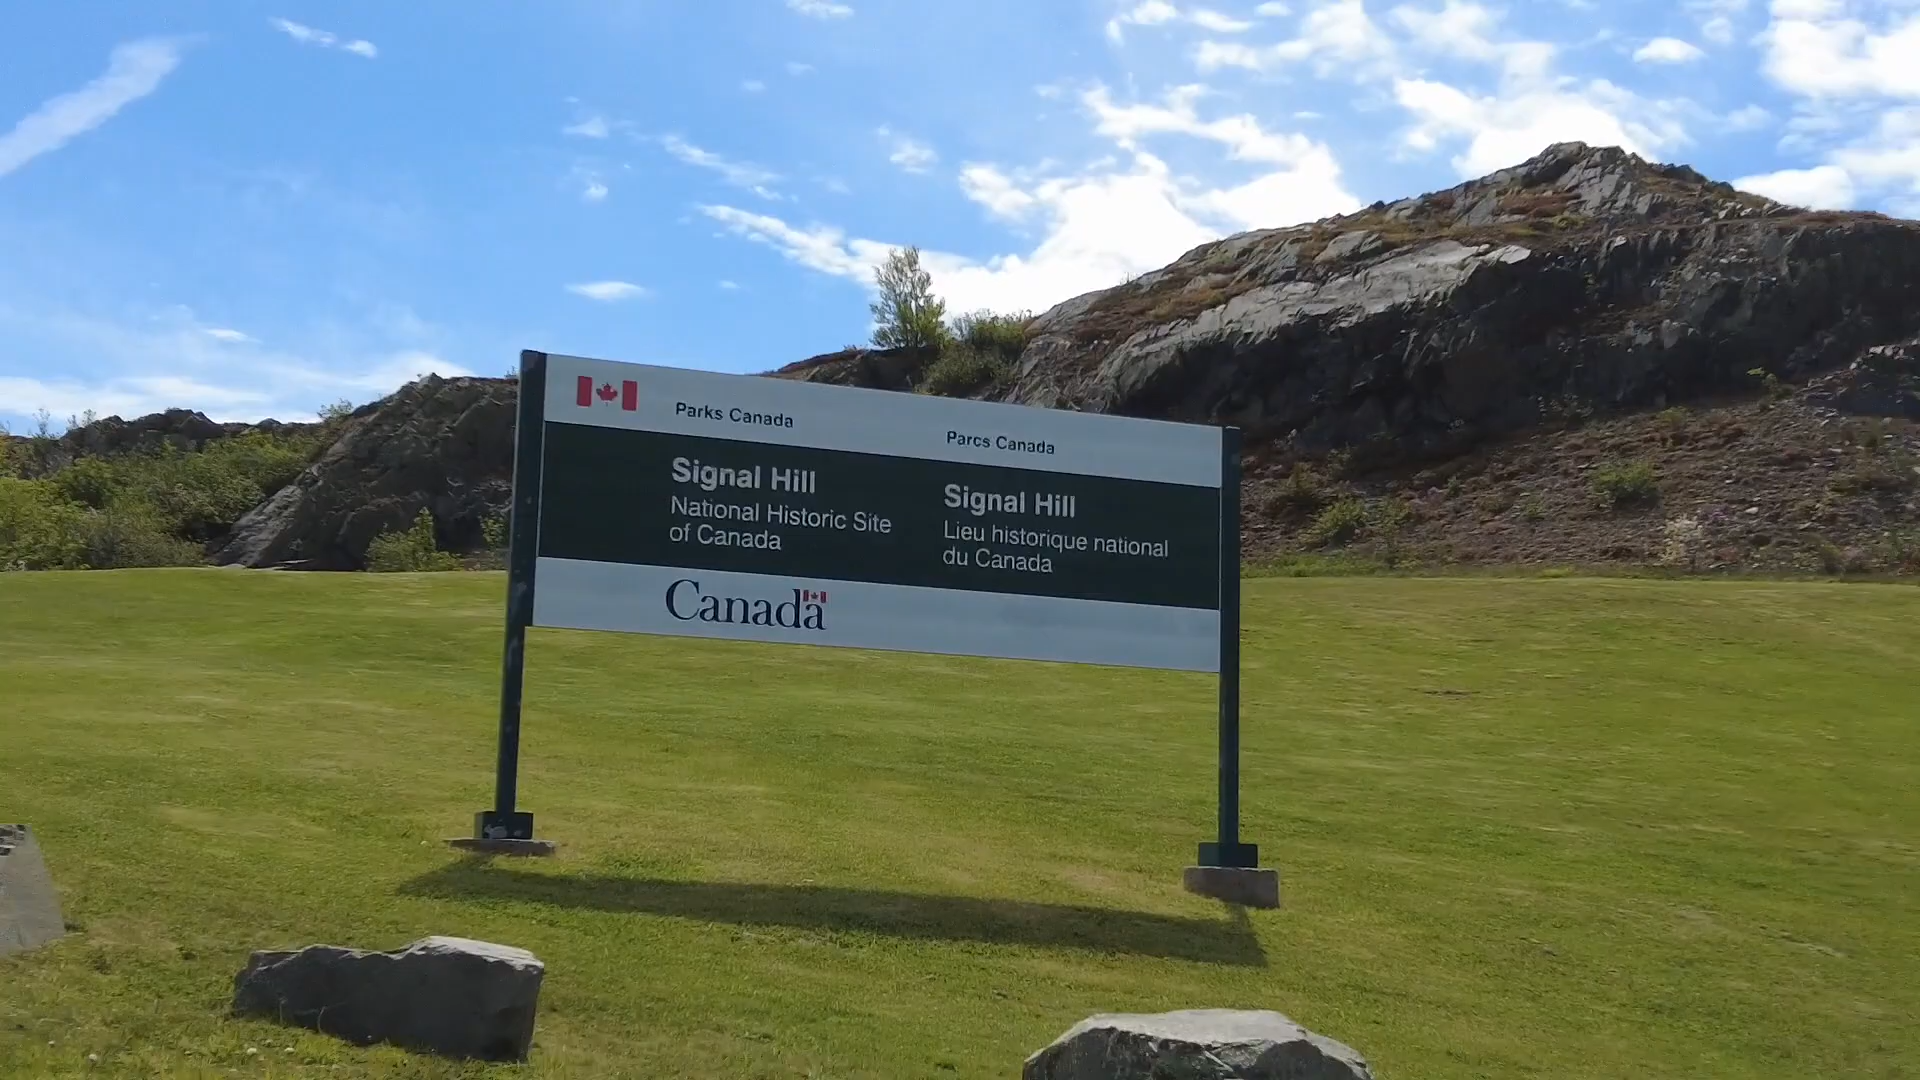 Parks Canada
Parcs Canada
Signal Hill
National Historic Site
of Canada
Signal Hill
Lieu historique national
du Canada
Canada